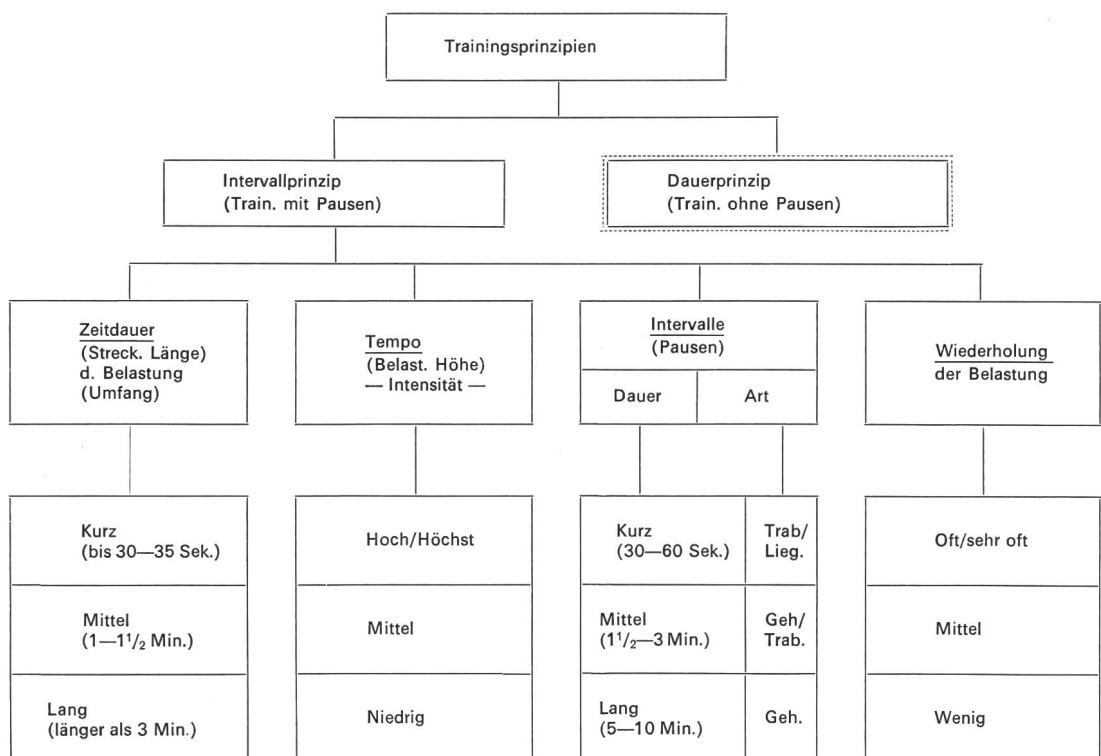 Trainingsprinzipien
Intervallprinzip
(Train. mit Pausen)
Dauerprinzip
(Train. ohne Pausen)
Zeitdauer
(Streck. Länge)
d. Belastung
(Umfang)
Tempo
(Belast. Höhe)
— Intensität —
Intervalle
(Pausen)
Dauer
Art
Wiederholung
der Belastung
Kurz
(bis 30—35 Sek.)
Hoch/Höchst
Kurz
(30—60 Sek.)
Trab/
Lieg.
Oft/sehr oft
Mittel
(1—1¹/₂ Min.)
Mittel
Mittel
(1¹/₂—3 Min.)
Geh/
Trab.
Mittel
Lang
(länger als 3 Min.)
Niedrig
Lang
(5—10 Min.)
Geh.
Wenig